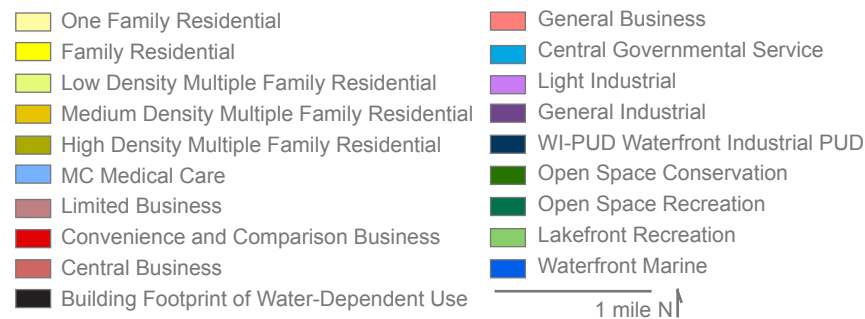 One Family Residential
Family Residential
Low Density Multiple Family Residential
Medium Density Multiple Family Residential
High Density Multiple Family Residential
MC Medical Care
Limited Business
Convenience and Comparison Business
Central Business
Building Footprint of Water-Dependent Use
General Business
Central Governmental Service
Light Industrial
General Industrial
WI-PUD Waterfront Industrial PUD
Open Space Conservation
Open Space Recreation
Lakefront Recreation
Waterfront Marine
1 mile N